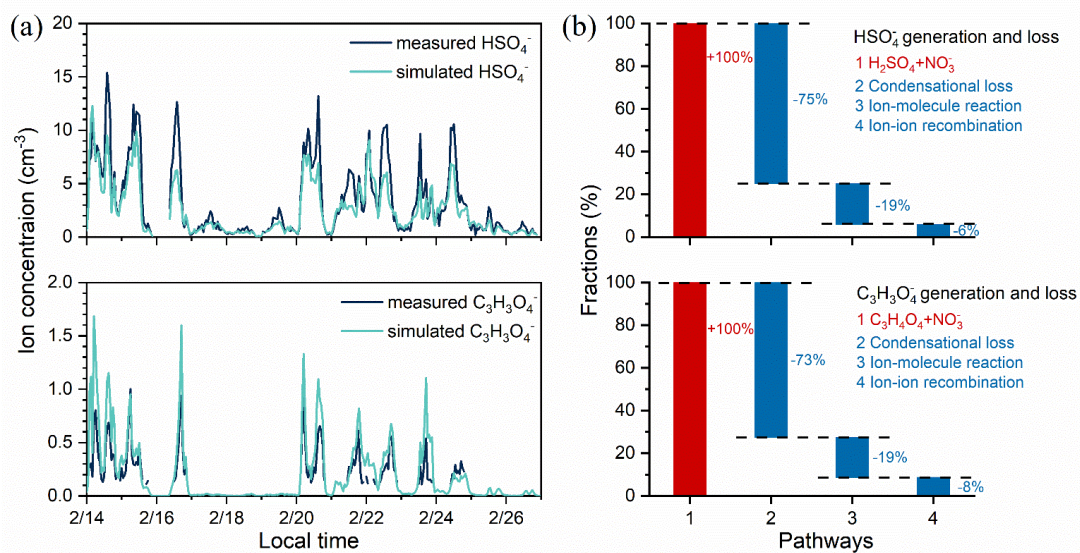 (a)
20
15
10
5
0
measured HSO₄⁻
simulated HSO₄⁻
2.0
1.5
1.0
0.5
0.0
measured C₃H₃O₄⁻
simulated C₃H₃O₄⁻
2/14 2/16 2/18 2/20 2/22 2/24 2/26
Local time
Ion concentraion (cm⁻³)
(b)
100
80
60
40
20
0
+100%
-75%
-19%
-6%
HSO₄⁻ generation and loss
1 H₂SO₄+NO₃⁻
2 Condensational loss
3 Ion-molecule reaction
4 Ion-ion recombination
100
80
60
40
20
0
+100%
-73%
-19%
-8%
C₃H₃O₄⁻ generation and loss
1 C₃H₄O₄+NO₃⁻
2 Condensational loss
3 Ion-molecule reaction
4 Ion-ion recombination
1 2 3 4
Pathways
Fractions (%)